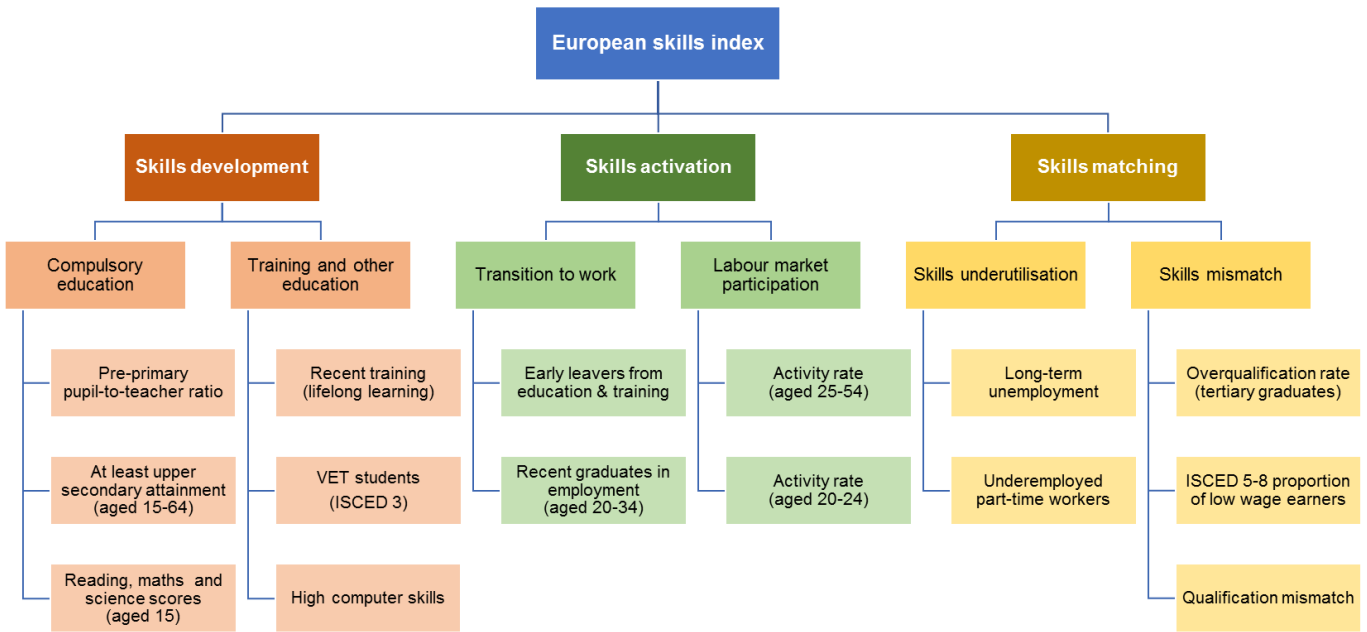 European skills index
Skills development
Skills activation
Skills matching
Compulsory
education
Training and other
education
Transition to work
Labour market
participation
Skills underutilisation
Skills mismatch
Pre-primary
pupil-to-teacher ratio
Recent training
(lifelong learning)
Early leavers from
education & training
Activity rate
(aged 25-54)
Long-term
unemployment
Overqualification rate
(tertiary graduates)
At least upper
secondary attainment
(aged 15-64)
VET students
(ISCED 3)
Recent graduates in
employment
(aged 20-34)
Activity rate
(aged 20-24)
Underemployed
part-time workers
ISCED 5-8 proportion
of low wage earners
Reading, maths and
science scores
(aged 15)
High computer skills
Qualification mismatch